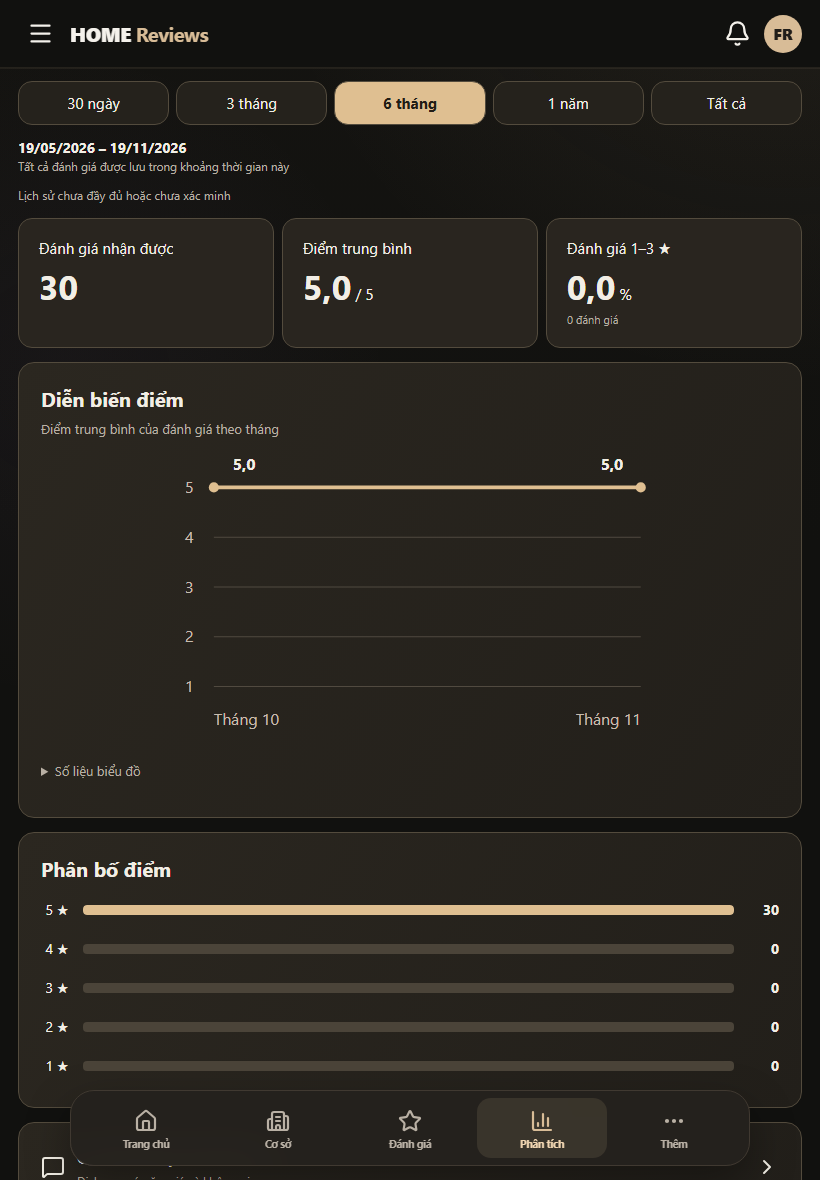 HOME Reviews
FR
30 ngày
3 tháng
6 tháng
1 năm
Tất cả
19/05/2026 – 19/11/2026
Tất cả đánh giá được lưu trong khoảng thời gian này
Lịch sử chưa đầy đủ hoặc chưa xác minh
Đánh giá nhận được
30
Điểm trung bình
5,0 / 5
Đánh giá 1–3 ★
0,0 %
0 đánh giá
Diễn biến điểm
Điểm trung bình của đánh giá theo tháng
5,0
5,0
5
4
3
2
1
Tháng 10
Tháng 11
▶ Số liệu biểu đồ
Phân bố điểm
5 ★ 30
4 ★ 0
3 ★ 0
2 ★ 0
1 ★ 0
Trang chủ
Cơ sở
Đánh giá
Phân tích
Thêm